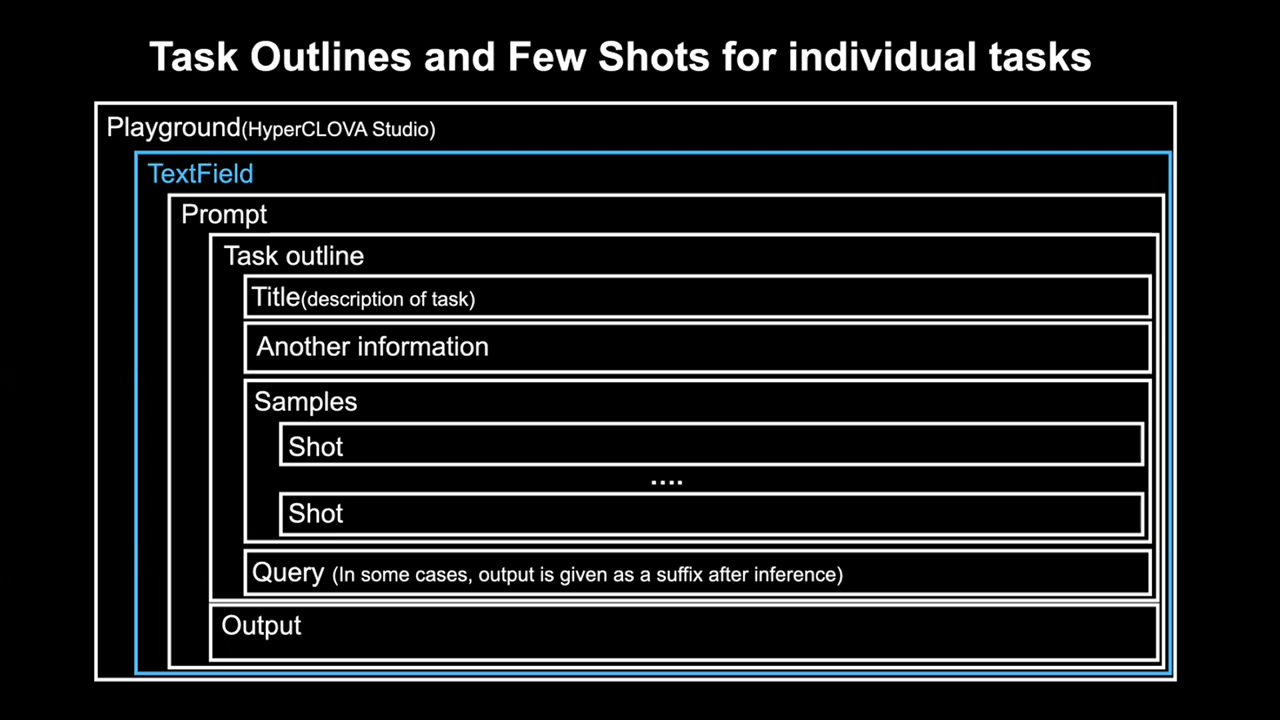 Task Outlines and Few Shots for individual tasks
Playground(HyperCLOVA Studio)
TextField
Prompt
Task outline
Title(description of task)
Another information
Samples
Shot
....
Shot
Query (In some cases, output is given as a suffix after inference)
Output